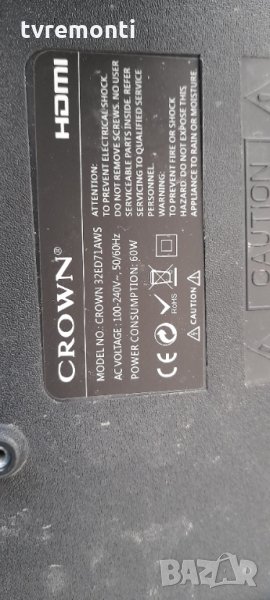 @tvremonti
CROWN®
HDMI
MODEL NO.: CROWN 32ED71AWS
AC VOLTAGE :100-240V~, 50/60Hz
POWER CONSUMPTION: 60W
CE
RoHS
ATTENTION:
TO PREVENT ELECTRICAL SHOCK.
DO NOT REMOVE SCREWS. NO USER
SERVICEABLE PARTS INSIDE. REFER
SERVICING TO QUALIFIED SERVICE
PERSONNEL.
WARNING:
TO PREVENT FIRE OR SHOCK
HAZARD. DO NOT EXPOSE THIS
APPLIANCE TO RAIN OR MOISTURE
CAUTION
bazar.bg